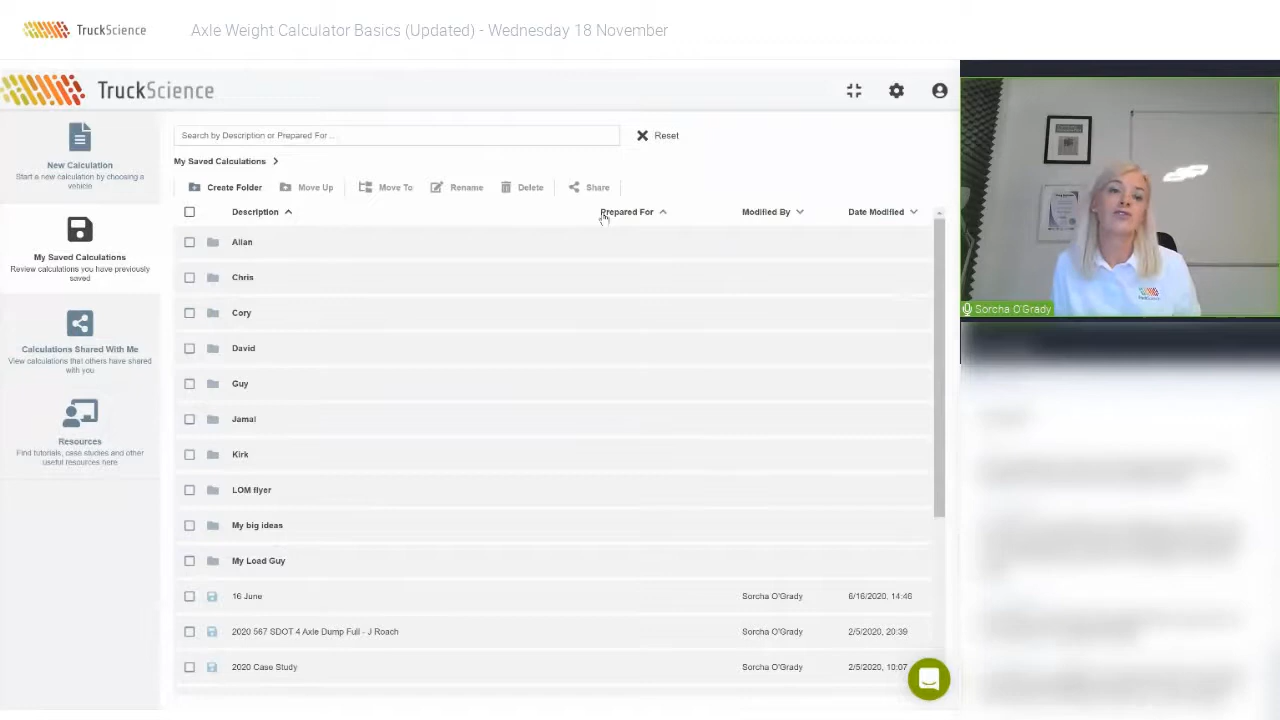 TruckScience
Axle Weight Calculator Basics (Updated) - Wednesday 18 November
TruckScience
New Calculation
Start a new calculation by choosing a
vehicle
My Saved Calculations
Review calculations you have previously
saved
Calculations Shared With Me
View calculations that others have shared
with you
Resources
Find tutorials, case studies and other
useful resources here
Search by Description or Prepared For ...
Reset
My Saved Calculations
Create Folder
Move Up
Move To
Rename
Delete
Share
Description
Prepared For
Modified By
Date Modified
Allan
Chris
Cory
David
Guy
Jamal
Kirk
LOM flyer
My big ideas
My Load Guy
16 June Sorcha O'Grady 6/16/2020, 14:46
2020 567 SDOT 4 Axle Dump Full - J Roach Sorcha O'Grady 2/5/2020, 20:39
2020 Case Study Sorcha O'Grady 2/5/2020, 10:07
TruckScience
Sorcha O'Grady